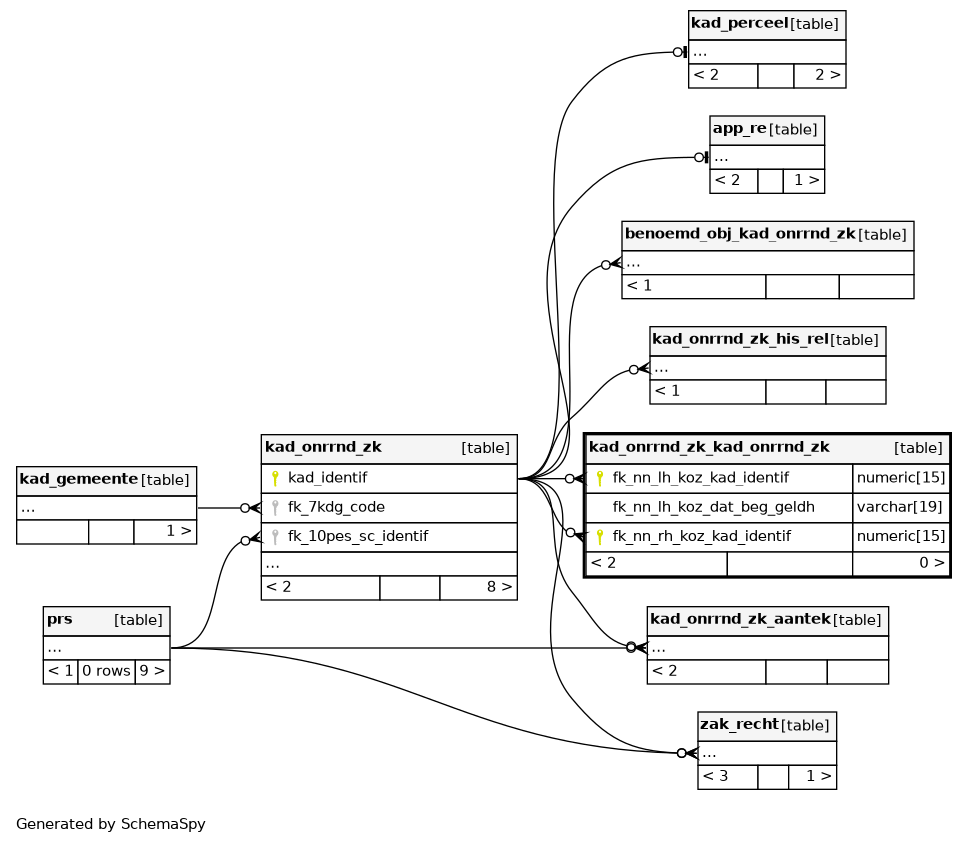 kad_perceel [table]
...
< 2 2 >
app_re [table]
...
< 2 1 >
benoemd_obj_kad_onrrnd_zk [table]
...
< 1
kad_onrrnd_zk_his_rel [table]
...
< 1
kad_gemeente [table]
...
1 >
prs [table]
...
< 1 0 rows 9 >
kad_onrrnd_zk [table]
kad_identif
fk_7kdg_code
fk_10pes_sc_identif
...
< 2 8 >
kad_onrrnd_zk_kad_onrrnd_zk [table]
fk_nn_lh_koz_kad_identif numeric[15]
fk_nn_lh_koz_dat_beg_geldh varchar[19]
fk_nn_rh_koz_kad_identif numeric[15]
< 2 0 >
kad_onrrnd_zk_aantek [table]
...
< 2
zak_recht [table]
...
< 3 1 >
Generated by SchemaSpy